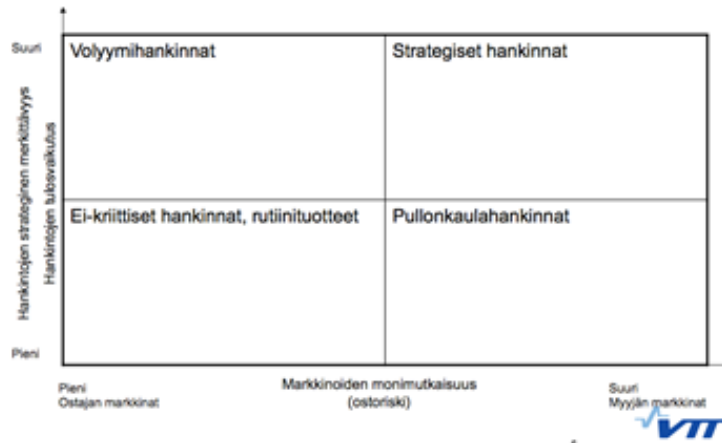 Suuri
Volyymihankinnat
Strategiset hankinnat
Hankintojen strateginen merkittävyys
Hankintojen tulosvaikutus
Ei-kriittiset hankinnat, rutiinituotteet
Pullonkaulahankinnat
Pieni
Pieni
Ostajan markkinat
Markkinoiden monimutkaisuus
(ostoriski)
Suuri
Myyjän markkinat
VTT